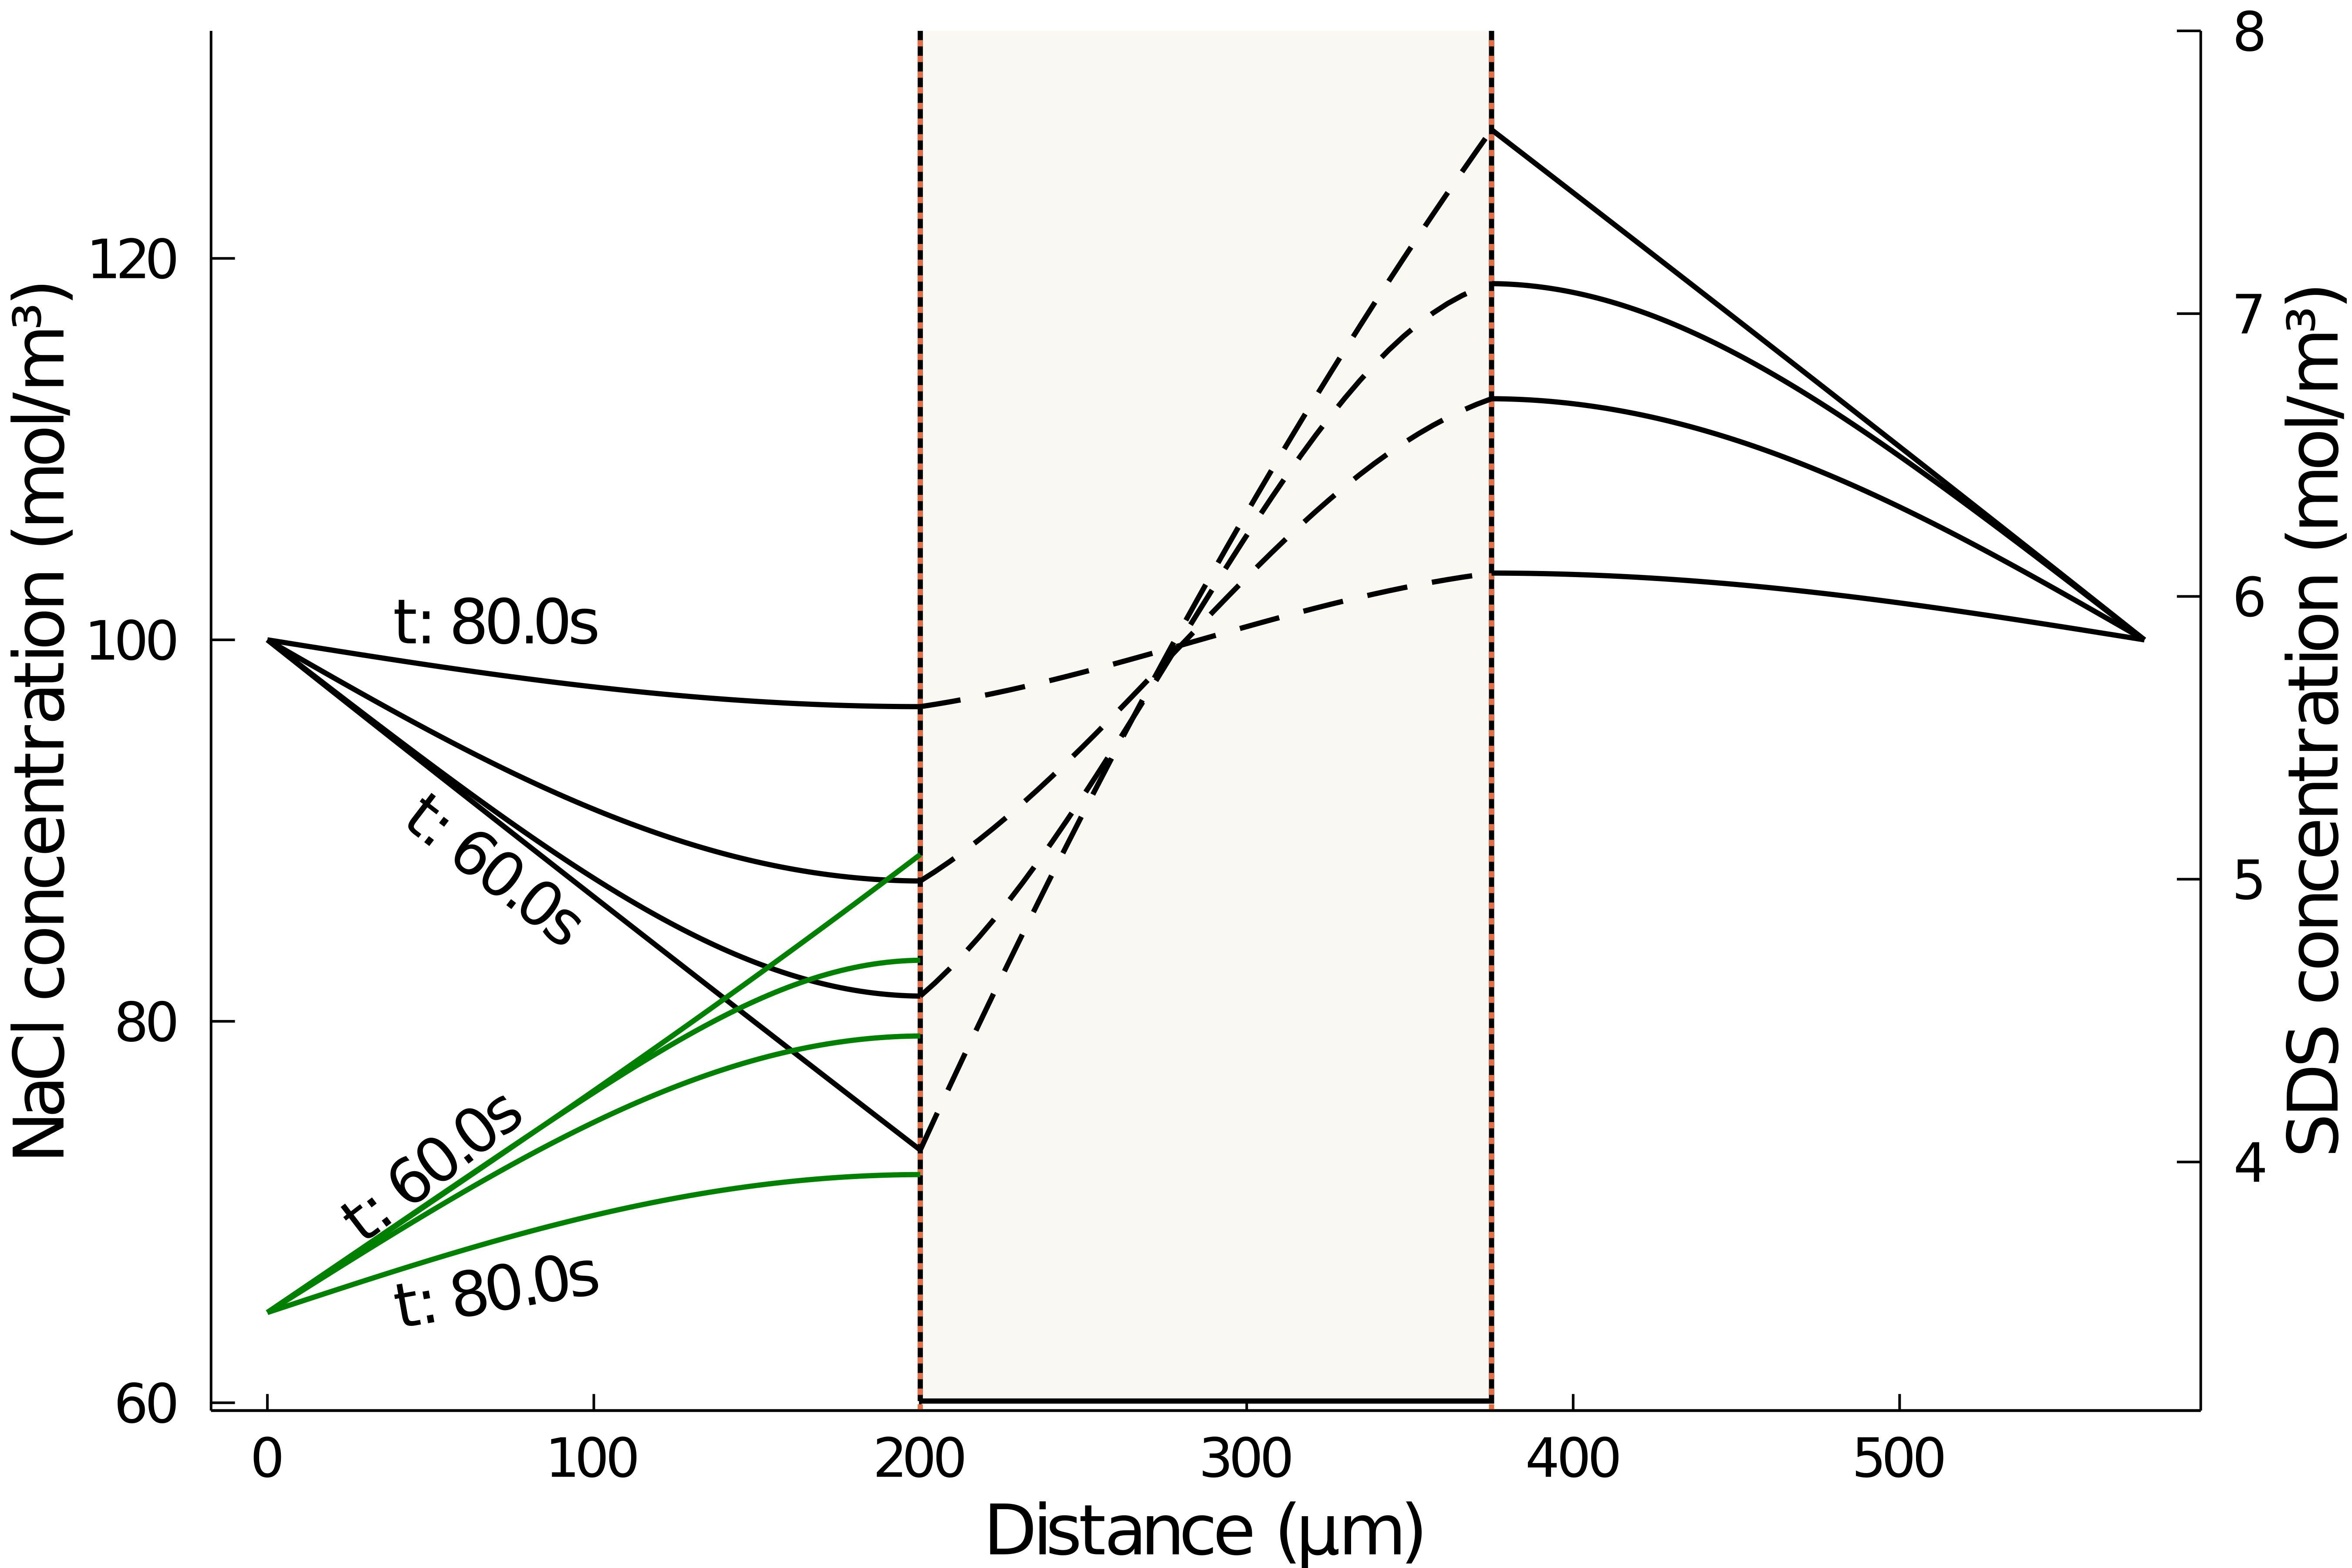 NaCl concentration (mol/m³)
120
100
80
60
t: 80.0s
t: 60.0s
t: 60.0s
t: 80.0s
8
7
6
5
4
SDS concentration (mol/m³)
0 100 200 300 400 500
Distance (μm)